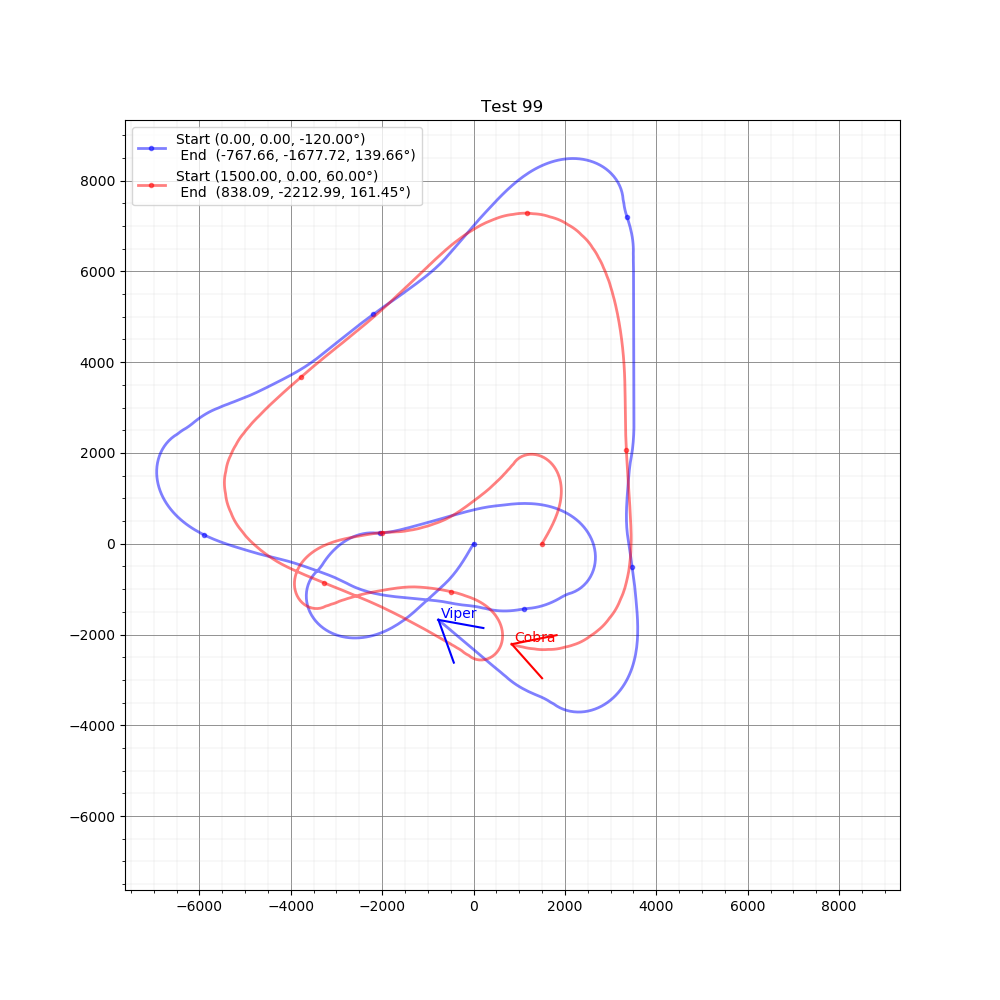 Test 99
Start (0.00, 0.00, -120.00°)
End (-767.66, -1677.72, 139.66°)
Start (1500.00, 0.00, 60.00°)
End (838.09, -2212.99, 161.45°)
8000
6000
4000
2000
0
−2000
−4000
−6000
Viper
Cobra
−6000 −4000 −2000 0 2000 4000 6000 8000